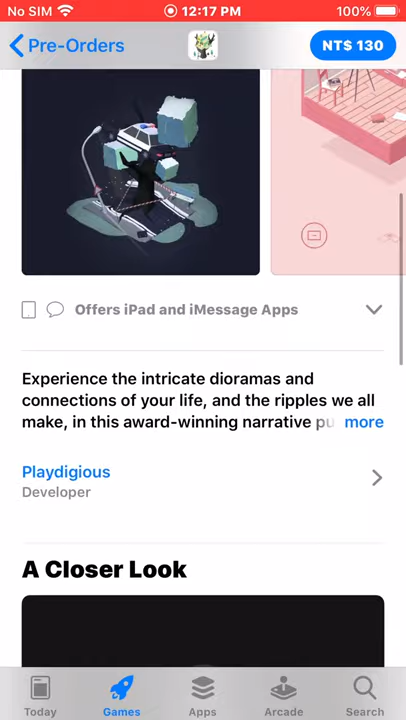 No SIM 12:17 PM 100%
Pre-Orders NT$ 130
Offers iPad and iMessage Apps
Experience the intricate dioramas and
connections of your life, and the ripples we all
make, in this award-winning narrative pu more
Playdigious
Developer
A Closer Look
Today Games Apps Arcade Search